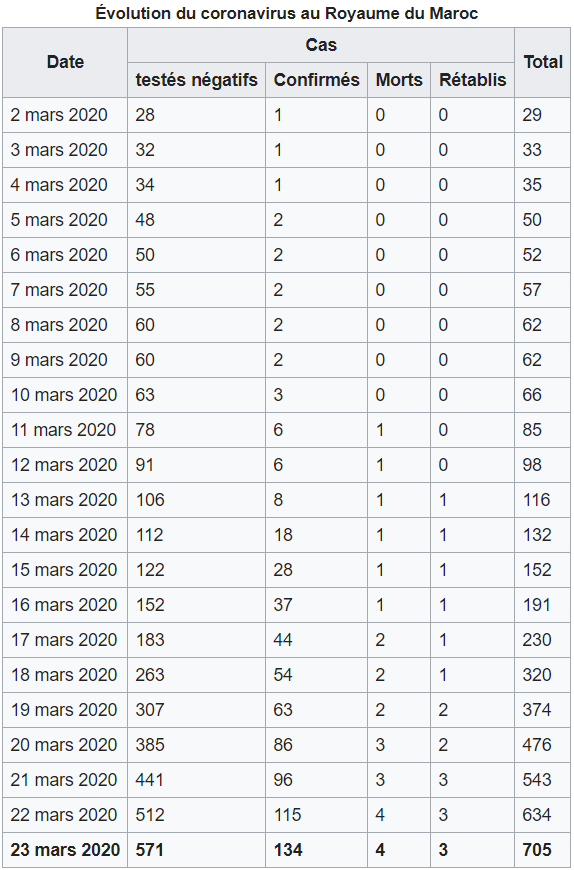 Évolution du coronavirus au Royaume du Maroc
Date Cas Total
testés négatifs Confirmés Morts Rétablis
2 mars 2020 28 1 0 0 29
3 mars 2020 32 1 0 0 33
4 mars 2020 34 1 0 0 35
5 mars 2020 48 2 0 0 50
6 mars 2020 50 2 0 0 52
7 mars 2020 55 2 0 0 57
8 mars 2020 60 2 0 0 62
9 mars 2020 60 2 0 0 62
10 mars 2020 63 3 0 0 66
11 mars 2020 78 6 1 0 85
12 mars 2020 91 6 1 0 98
13 mars 2020 106 8 1 1 116
14 mars 2020 112 18 1 1 132
15 mars 2020 122 28 1 1 152
16 mars 2020 152 37 1 1 191
17 mars 2020 183 44 2 1 230
18 mars 2020 263 54 2 1 320
19 mars 2020 307 63 2 2 374
20 mars 2020 385 86 3 2 476
21 mars 2020 441 96 3 3 543
22 mars 2020 512 115 4 3 634
23 mars 2020 571 134 4 3 705